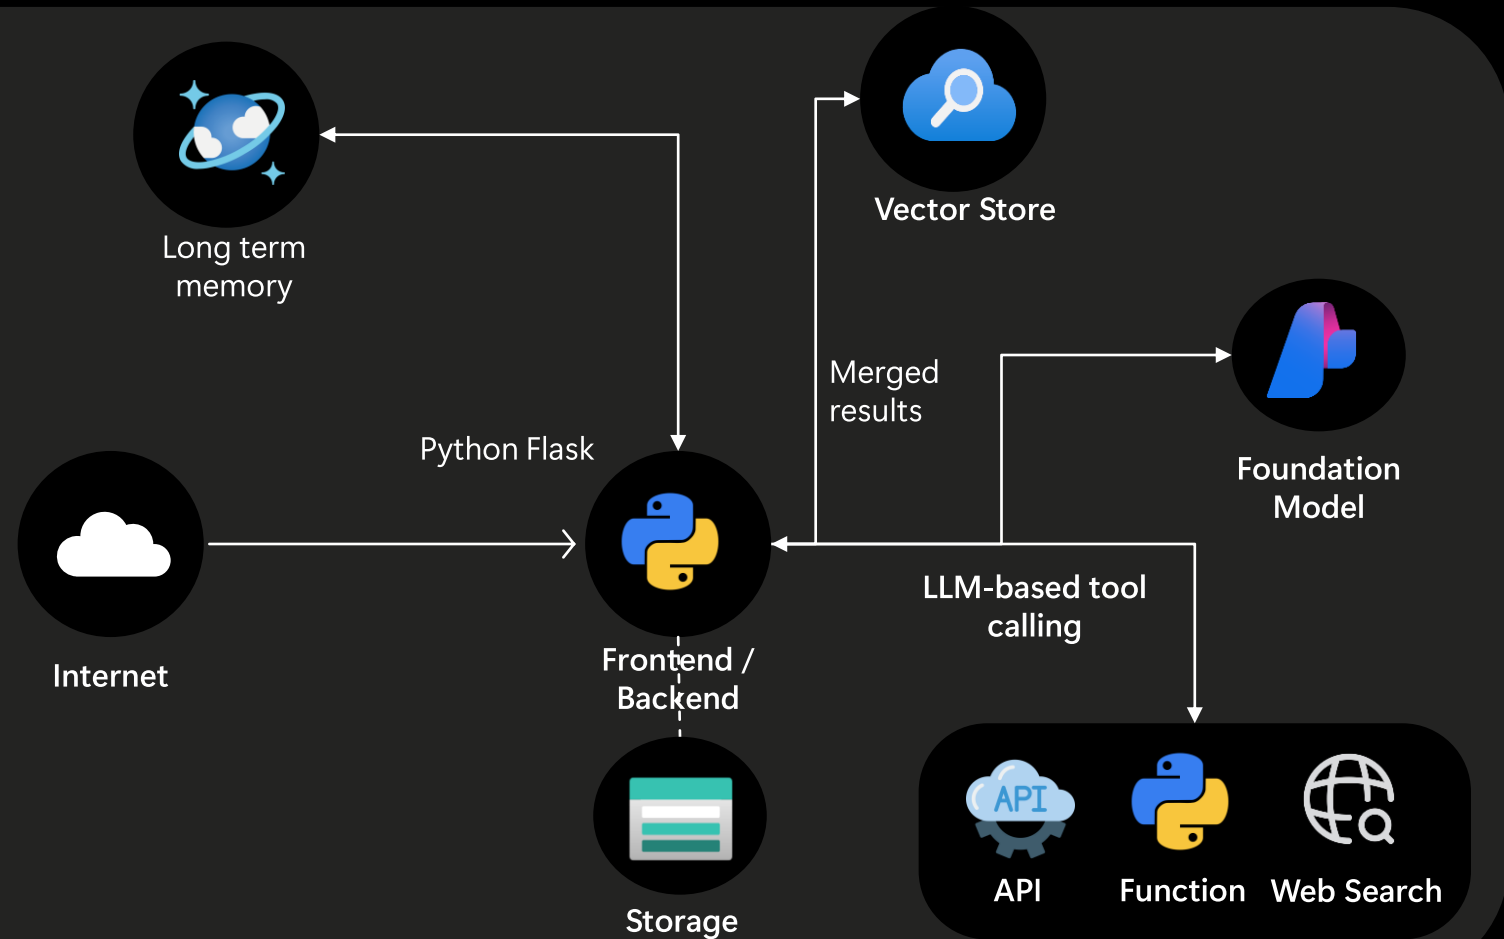 Long term
memory
Vector Store
Merged
results
Python Flask
Foundation
Model
Internet
Frontend /
Backend
LLM-based tool
calling
Storage
API
API
Function
Web Search